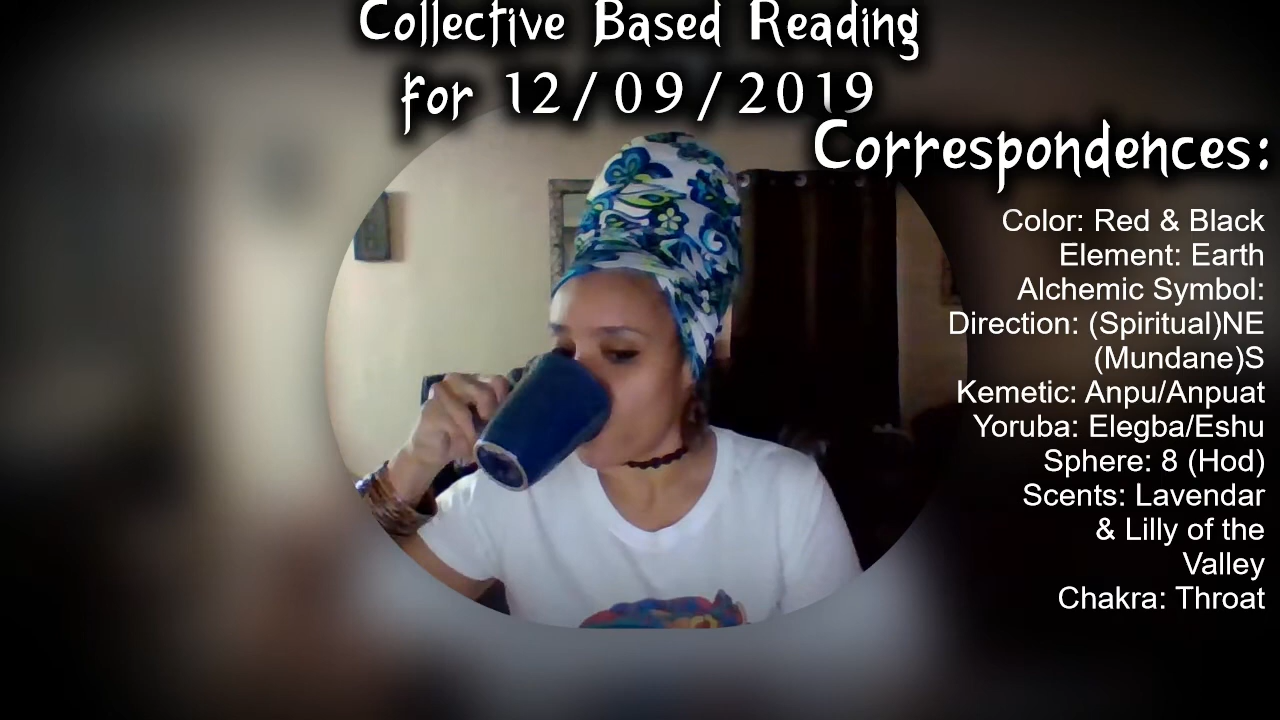 Collective Based Reading
for 12/09/2019
Correspondences:
Color: Red & Black
Element: Earth
Alchemic Symbol:
Direction: (Spiritual)NE
(Mundane)S
Kemetic: Anpu/Anpuat
Yoruba: Elegba/Eshu
Sphere: 8 (Hod)
Scents: Lavendar
& Lilly of the
Valley
Chakra: Throat